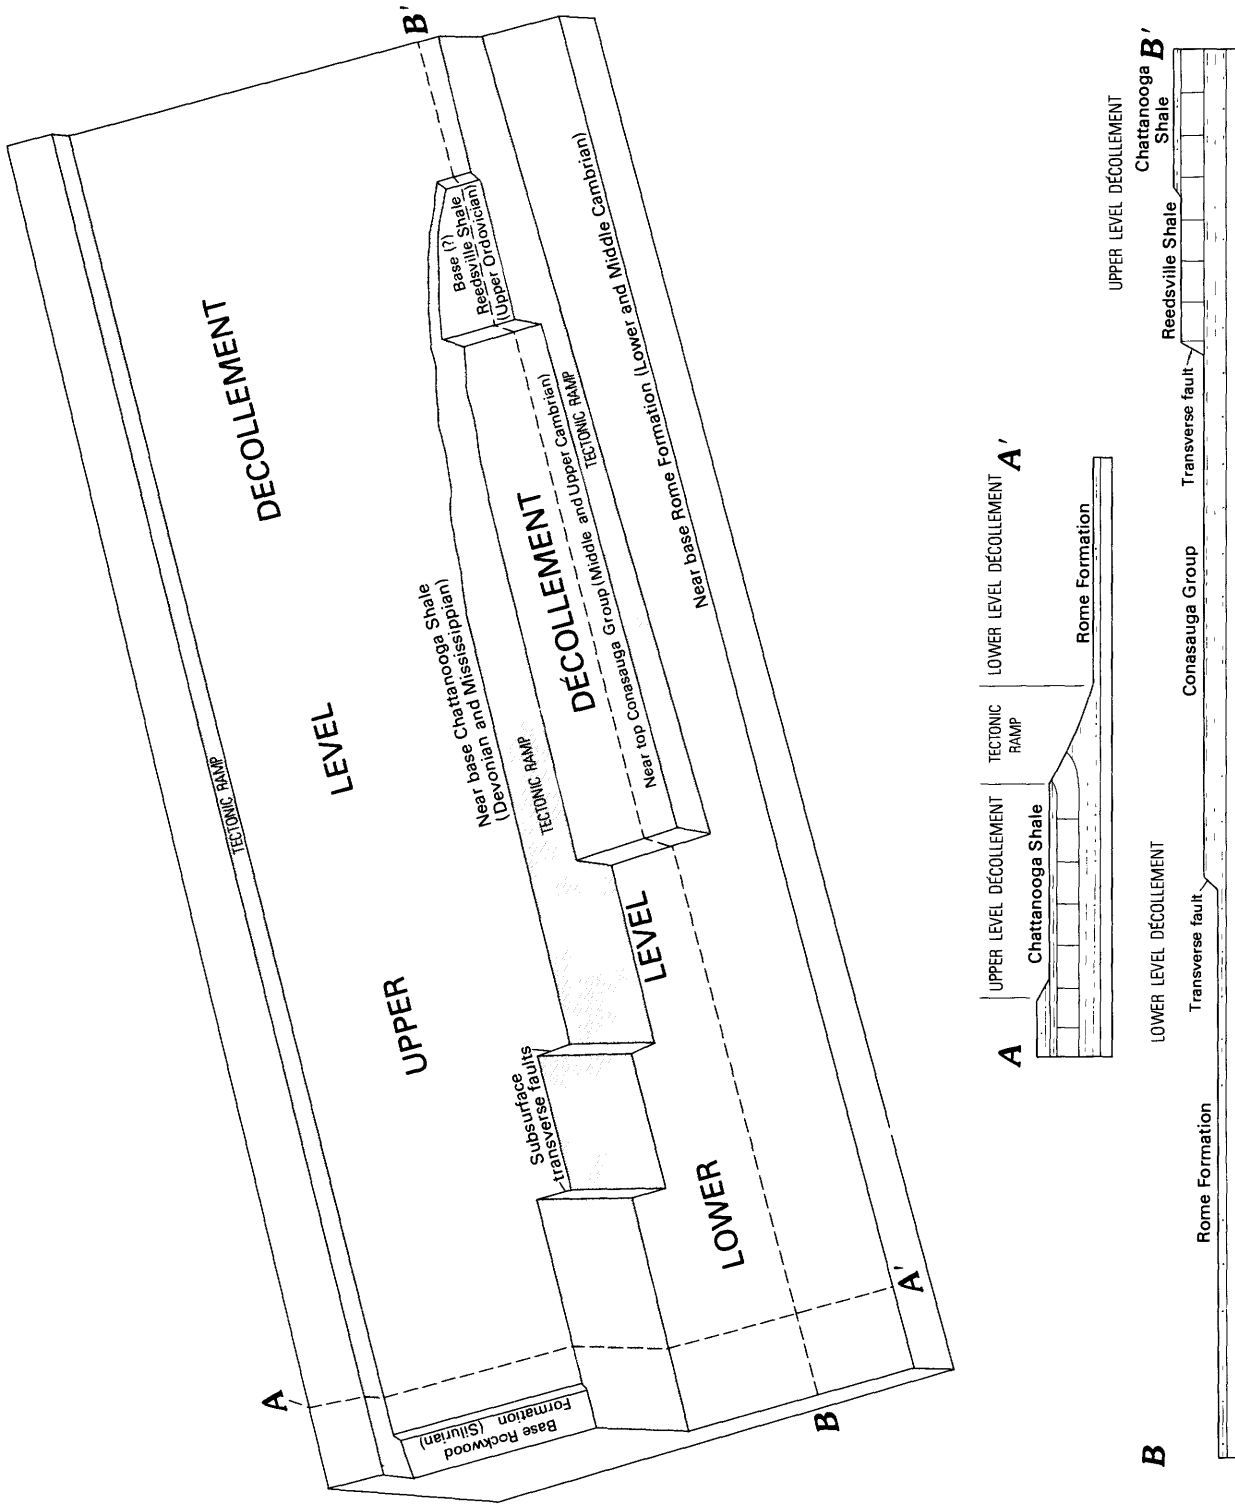 B'
A
DECOLLEMENT
LEVEL
UPPER
TECTONIC RAMP
Base (?)
Reedsville Shale
(Upper Ordovician)
Near base Chattanooga Shale
(Devonian and Mississippian)
TECTONIC RAMP
DÉCOLLEMENT
LEVEL
LOWER
Near top Conasauga Group (Middle and Upper Cambrian)
TECTONIC RAMP
Near base Rome Formation (Lower and Middle Cambrian)
Subsurface
transverse faults
Base Rockwood
Formation (Silurian)
B
A'
A
UPPER LEVEL DÉCOLLEMENT
TECTONIC
RAMP
LOWER LEVEL DÉCOLLEMENT
A'
Chattanooga Shale
Rome Formation
B
LOWER LEVEL DÉCOLLEMENT
UPPER LEVEL DÉCOLLEMENT
B'
Rome Formation
Transverse fault
Conasauga Group
Transverse fault
Reedsville Shale
Chattanooga
Shale